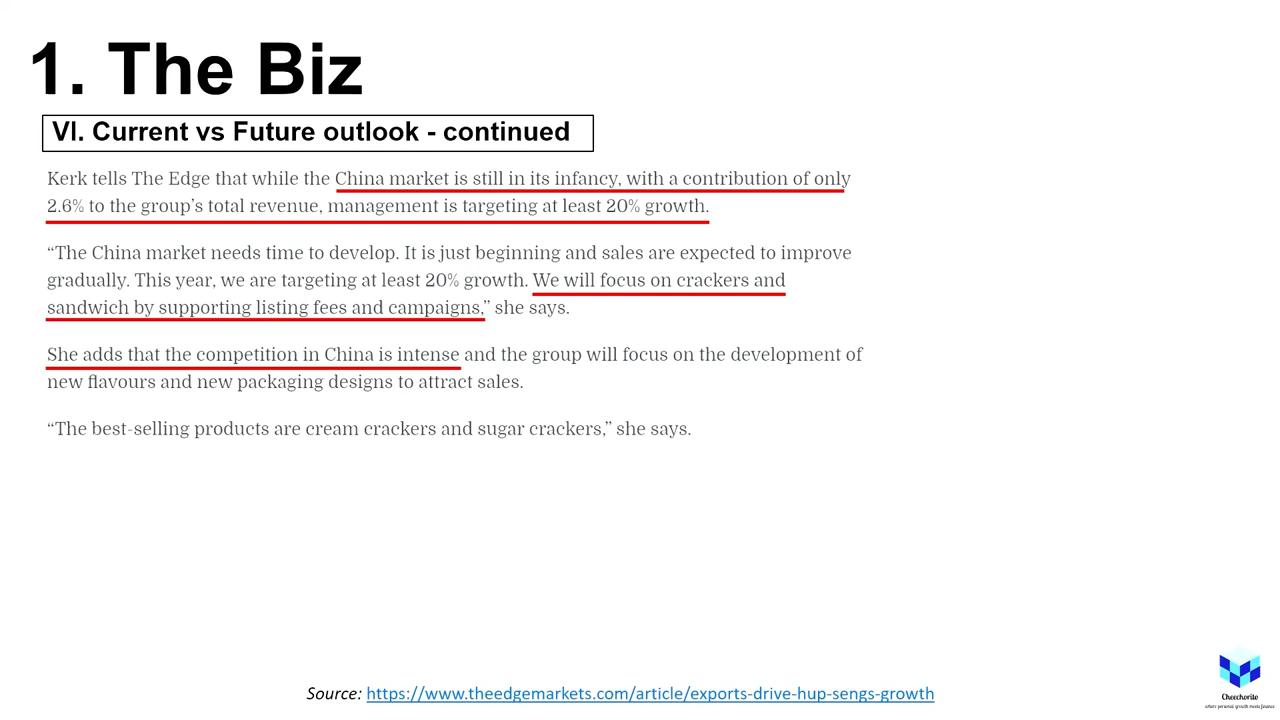 1. The Biz
VI. Current vs Future outlook - continued
Kerk tells The Edge that while the China market is still in its infancy, with a contribution of only
2.6% to the group’s total revenue, management is targeting at least 20% growth.
“The China market needs time to develop. It is just beginning and sales are expected to improve
gradually. This year, we are targeting at least 20% growth. We will focus on crackers and
sandwich by supporting listing fees and campaigns,” she says.
She adds that the competition in China is intense and the group will focus on the development of
new flavours and new packaging designs to attract sales.
“The best-selling products are cream crackers and sugar crackers,” she says.
Source: https://www.theedgemarkets.com/article/exports-drive-hup-sengs-growth
Cheechorite
where personal growth meets finance